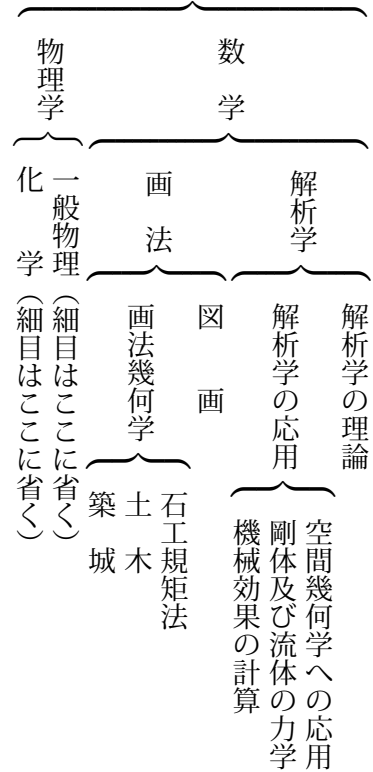 数学
解析学
解析学の理論
解析学の応用
空間幾何学への応用
剛体及び流体の力学
機械効果の計算
画法
図画
画法幾何学
石工規矩法
土木
築城
物理学
一般物理（細目はここに省く）
化学（細目はここに省く）